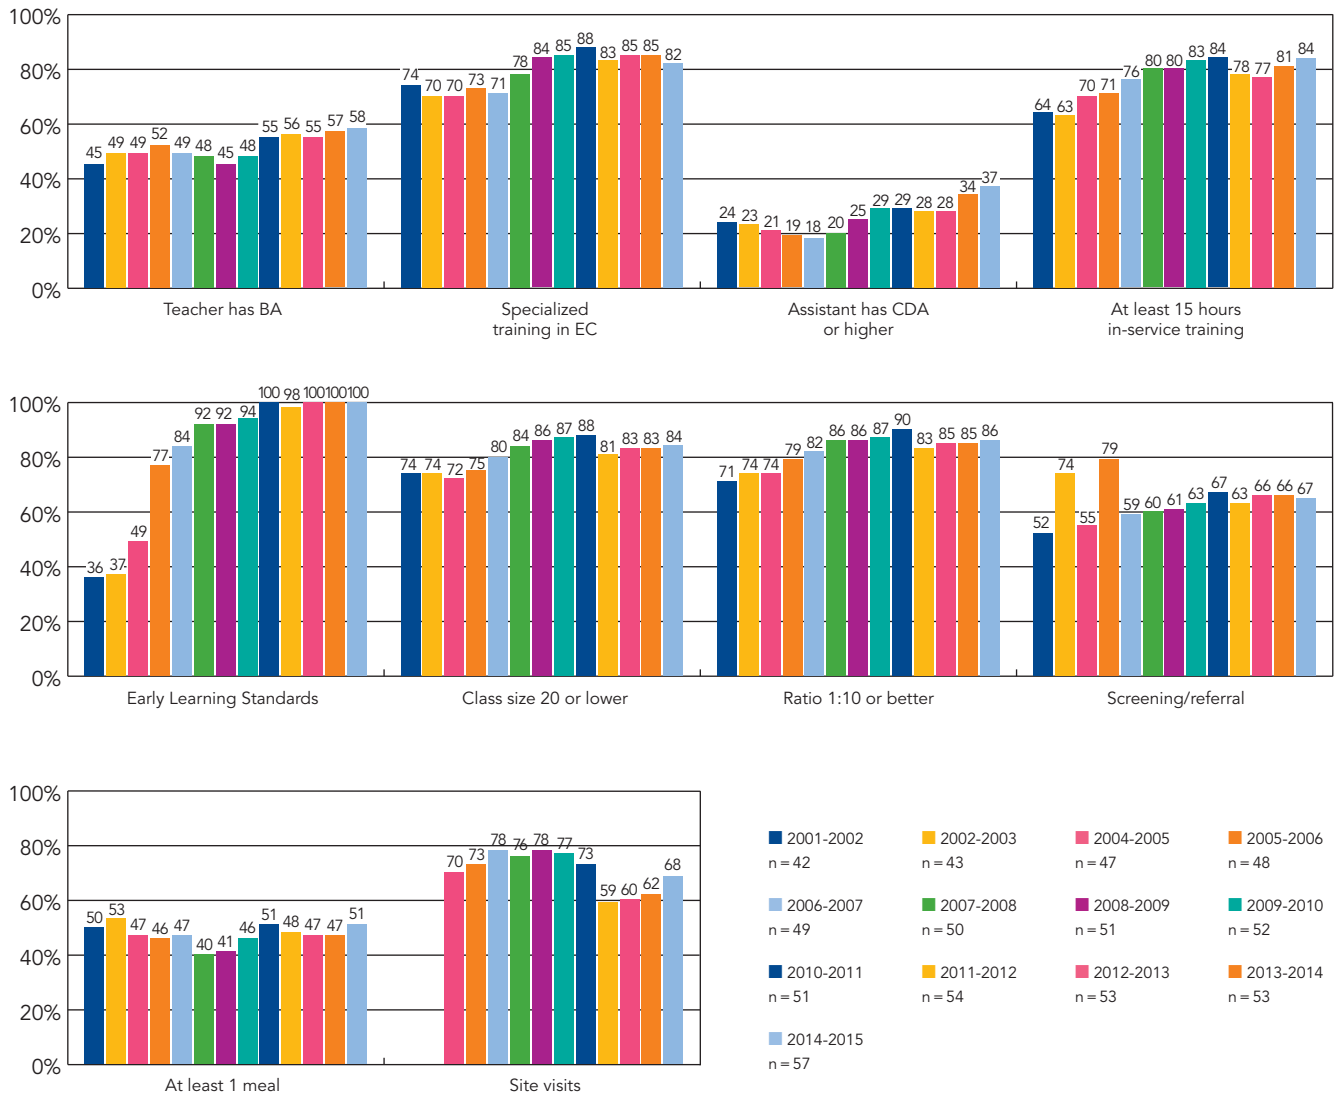 100%
80%
60%
40%
20%
0%
45 49 49 52 49 48 45 48 55 56 55 57 58
74 70 70 73 71 78 84 85 88 83 85 85 82
24 23 21 19 18 20 25 29 29 28 28 34 37
64 63 70 71 76 80 80 83 84 78 77 81 84
Teacher has BA
Specialized
training in EC
Assistant has CDA
or higher
At least 15 hours
in-service training
100%
80%
60%
40%
20%
0%
36 37 49 77 84 92 92 94 100 98 100 100 100
74 74 72 75 80 84 86 87 88 81 83 83 84
71 74 74 79 82 86 86 87 90 83 85 85 86
52 74 55 79 59 60 61 63 67 63 66 66 67
Early Learning Standards
Class size 20 or lower
Ratio 1:10 or better
Screening/referral
100%
80%
60%
40%
20%
0%
50 53 47 46 47 40 41 46 51 48 47 47 51
70 73 78 76 78 77 73 59 60 62 68
At least 1 meal
Site visits
2001-2002 2002-2003 2004-2005 2005-2006
n = 42 n = 43 n = 47 n = 48
2006-2007 2007-2008 2008-2009 2009-2010
n = 49 n = 50 n = 51 n = 52
2010-2011 2011-2012 2012-2013 2013-2014
n = 51 n = 54 n = 53 n = 53
2014-2015
n = 57